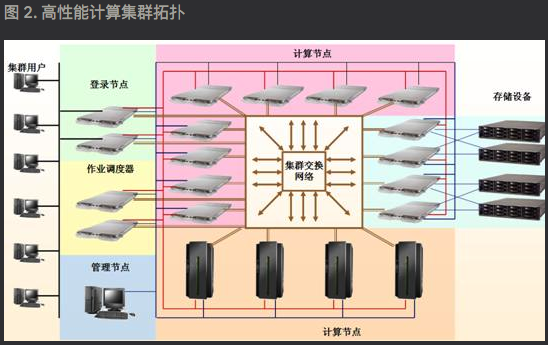 图 2. 高性能计算集群拓扑
集群用户
登录节点
计算节点
存储设备
集群交换
网络
作业调度器
管理节点
计算节点